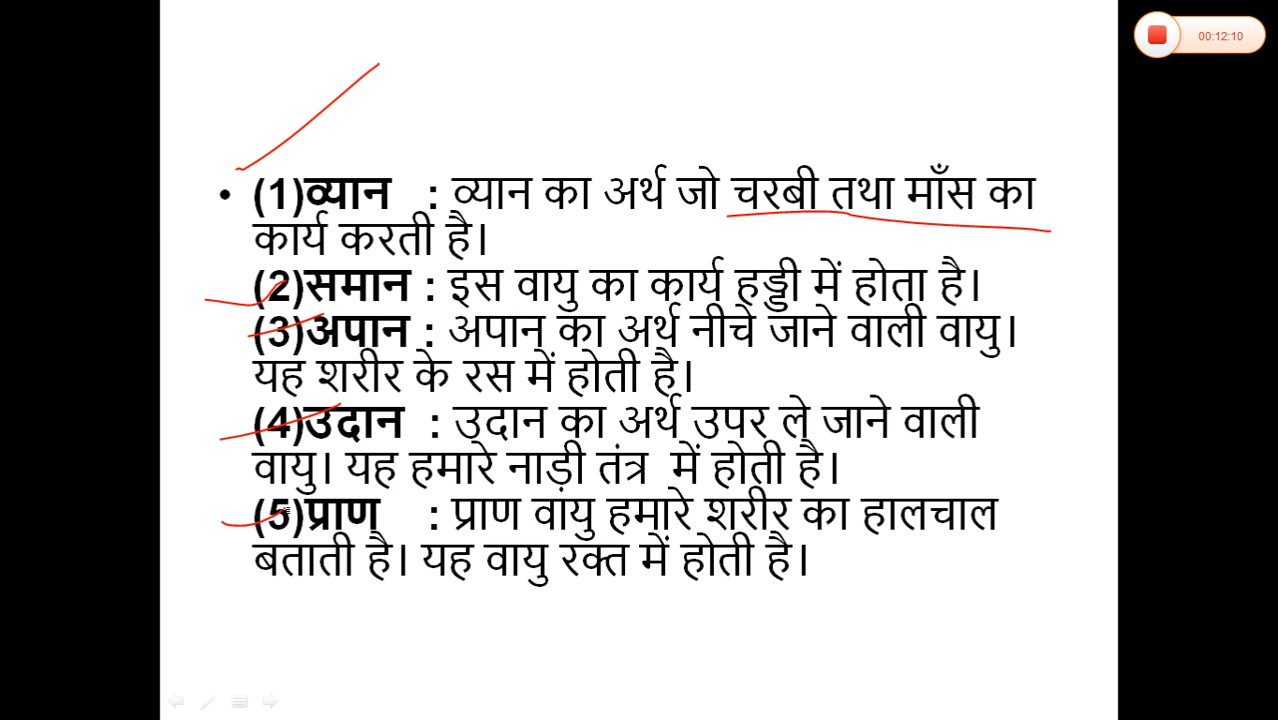 00:12:10
• (1)व्यान : व्यान का अर्थ जो चरबी तथा माँस का
कार्य करती है।
(2)समान : इस वायु का कार्य हड्डी में होता है।
(3)अपान : अपान का अर्थ नीचे जाने वाली वायु।
यह शरीर के रस में होती है।
(4)उदान : उदान का अर्थ उपर ले जाने वाली
वायु। यह हमारे नाड़ी तंत्र में होती है।
(5)प्राण : प्राण वायु हमारे शरीर का हालचाल
बताती है। यह वायु रक्त में होती है।